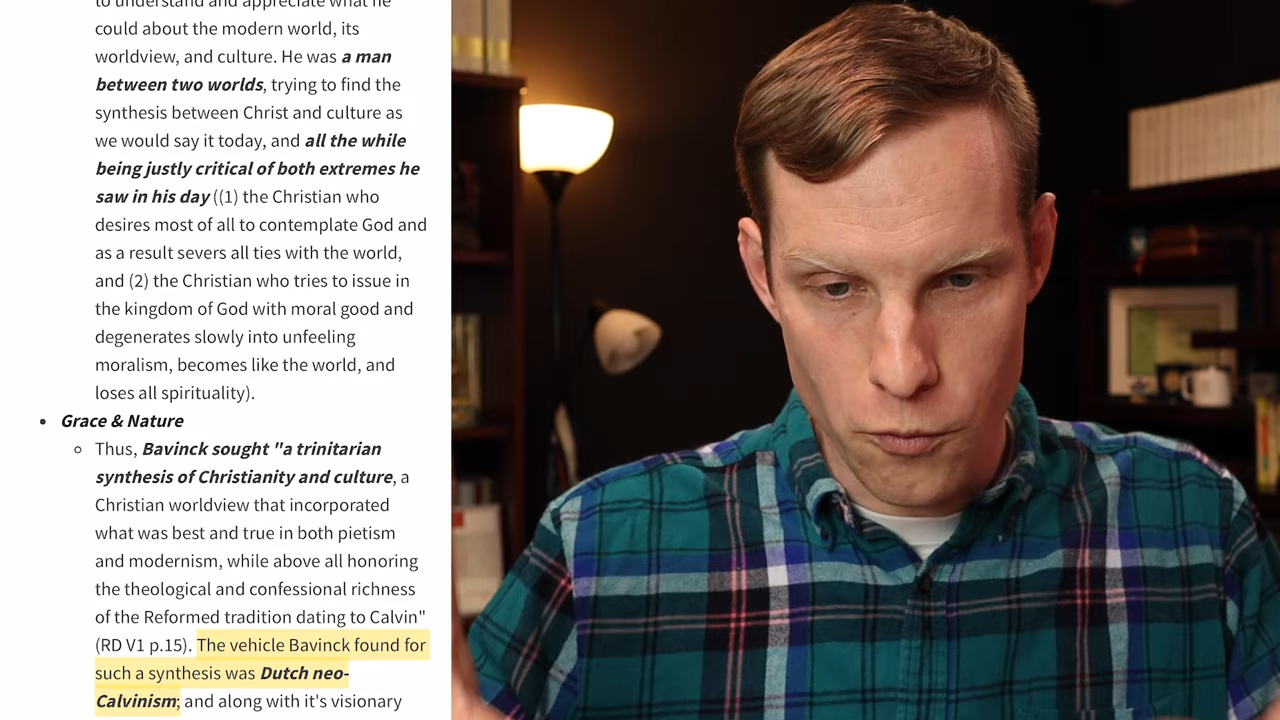 to understand and appreciate what he
could about the modern world, its
worldview, and culture. He was a man
between two worlds, trying to find the
synthesis between Christ and culture as
we would say it today, and all the while
being justly critical of both extremes he
saw in his day ((1) the Christian who
desires most of all to contemplate God and
as a result severs all ties with the world,
and (2) the Christian who tries to issue in
the kingdom of God with moral good and
degenerates slowly into unfeeling
moralism, becomes like the world, and
loses all spirituality).
• Grace & Nature
○ Thus, Bavinck sought "a trinitarian
synthesis of Christianity and culture, a
Christian worldview that incorporated
what was best and true in both pietism
and modernism, while above all honoring
the theological and confessional richness
of the Reformed tradition dating to Calvin"
(RD V1 p.15). The vehicle Bavinck found for
such a synthesis was Dutch neo-
Calvinism; and along with it's visionary